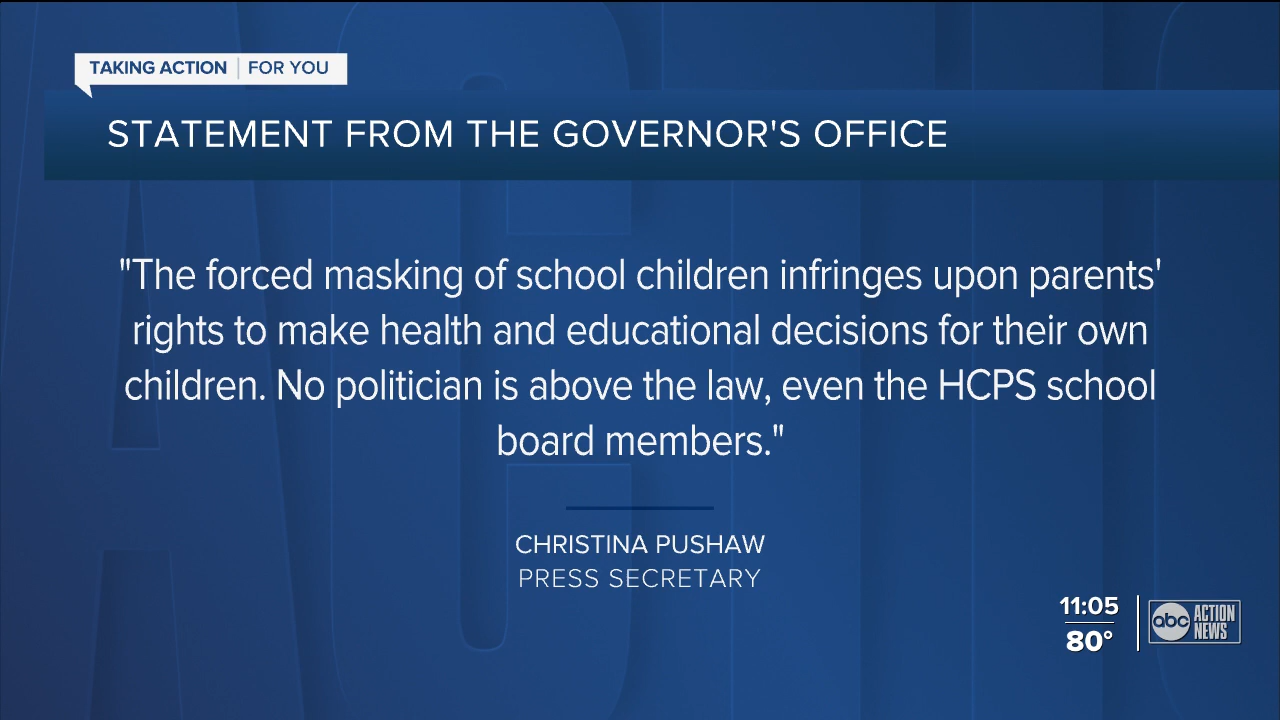 TAKING ACTION | FOR YOU
STATEMENT FROM THE GOVERNOR'S OFFICE
"The forced masking of school children infringes upon parents'
rights to make health and educational decisions for their own
children. No politician is above the law, even the HCPS school
board members."
CHRISTINA PUSHAW
PRESS SECRETARY
11:05
80°
abc ACTION
NEWS